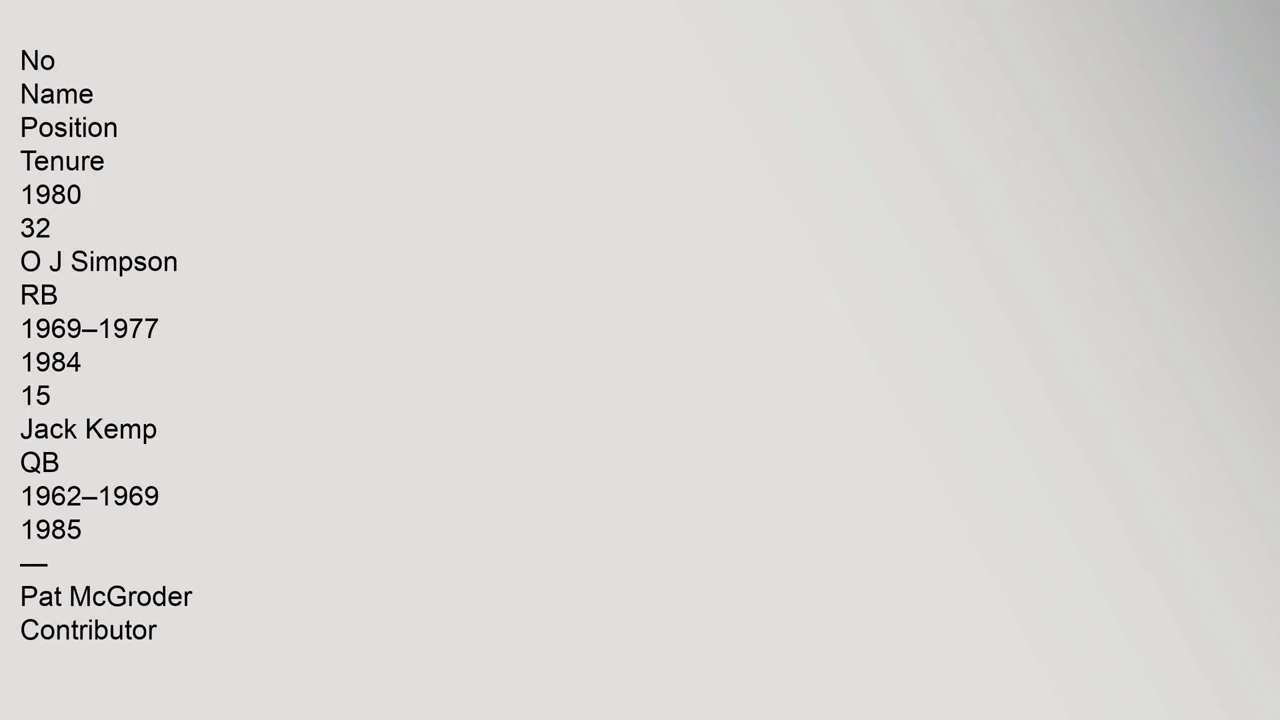 No
Name
Position
Tenure
1980
32
O J Simpson
RB
1969–1977
1984
15
Jack Kemp
QB
1962–1969
1985
—
Pat McGroder
Contributor